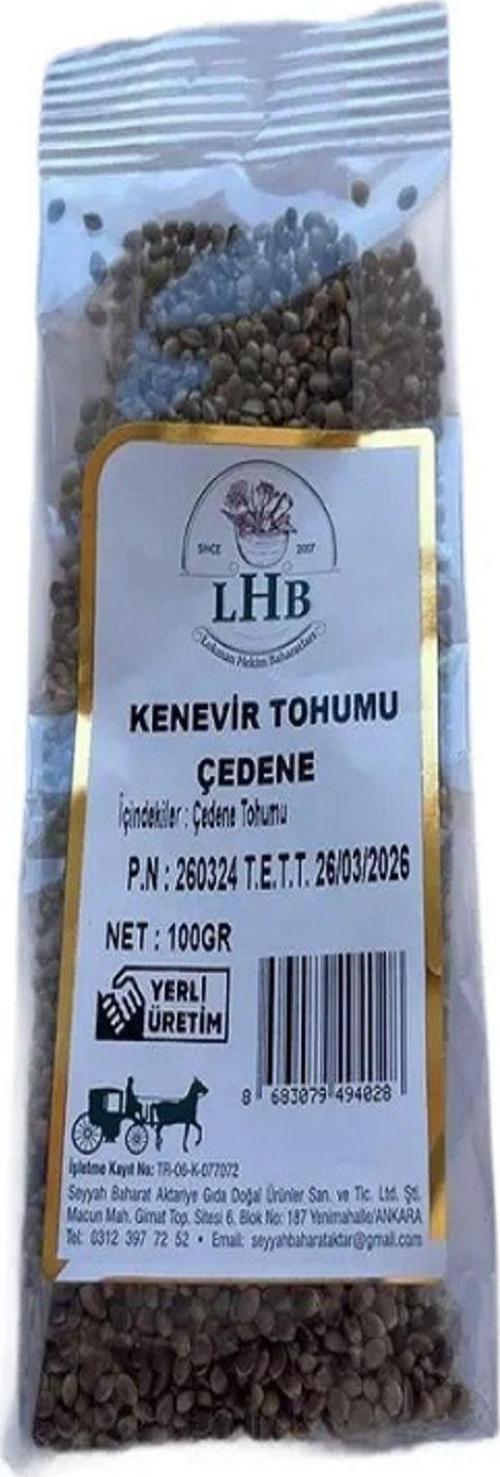 SINCE 2007
LHB
Lokman Hekim Baharatları
KENEVİR TOHUMU
ÇEDENE
İçindekiler : Çedene Tohumu
P.N : 260324 T.E.T.T. 26/03/2026
NET : 100GR
YERLİ
ÜRETİM
8 683079 494028
İşletme Kayıt No: TR-06-K-077072
Seyyah Baharat Aktariye Gıda Doğal Ürünler San. ve Tic. Ltd. Şti.
Macun Mah. Gimat Top. Sitesi 6. Blok No: 187 Yenimahalle/ANKARA
Tel: 0312 397 72 52 • Email: seyyahbaharataktar@gmail.com